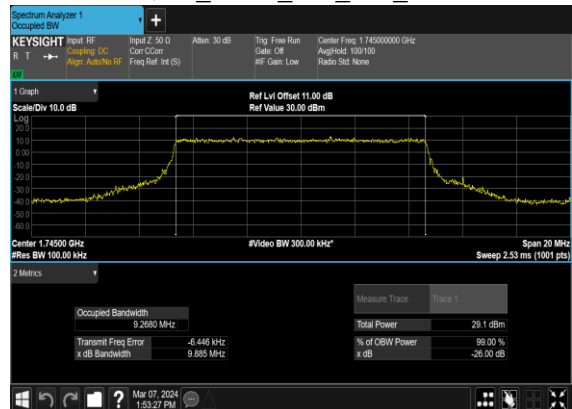 Spectrum Analyzer 1
Occupied BW
+
KEYSIGHT Input: RF Input Z: 50 Ω Atten: 30 dB Trig: Free Run Center Freq: 1.745000000 GHz
R T Coupling: DC Corr CCorr Gate: Off Avg|Hold: 100/100
Align: Auto/No RF Freq Ref: Int (S) #IF Gain: Low Radio Std: None
1 Graph Ref Lvl Offset 11.00 dB
Scale/Div 10.0 dB Ref Value 30.00 dBm
Log
20.0
10.0
0.00
-10.0
-20.0
-30.0
-40.0
-50.0
-60.0
Center 1.74500 GHz #Video BW 300.00 kHz* Span 20 MHz
#Res BW 100.00 kHz Sweep 2.53 ms (1001 pts)
2 Metrics
Measure Trace Trace 1
Occupied Bandwidth
9.2680 MHz Total Power 29.1 dBm
Transmit Freq Error -6.446 kHz % of OBW Power 99.00 %
x dB Bandwidth 9.885 MHz x dB -26.00 dB
? Mar 07, 2024
1:53:27 PM